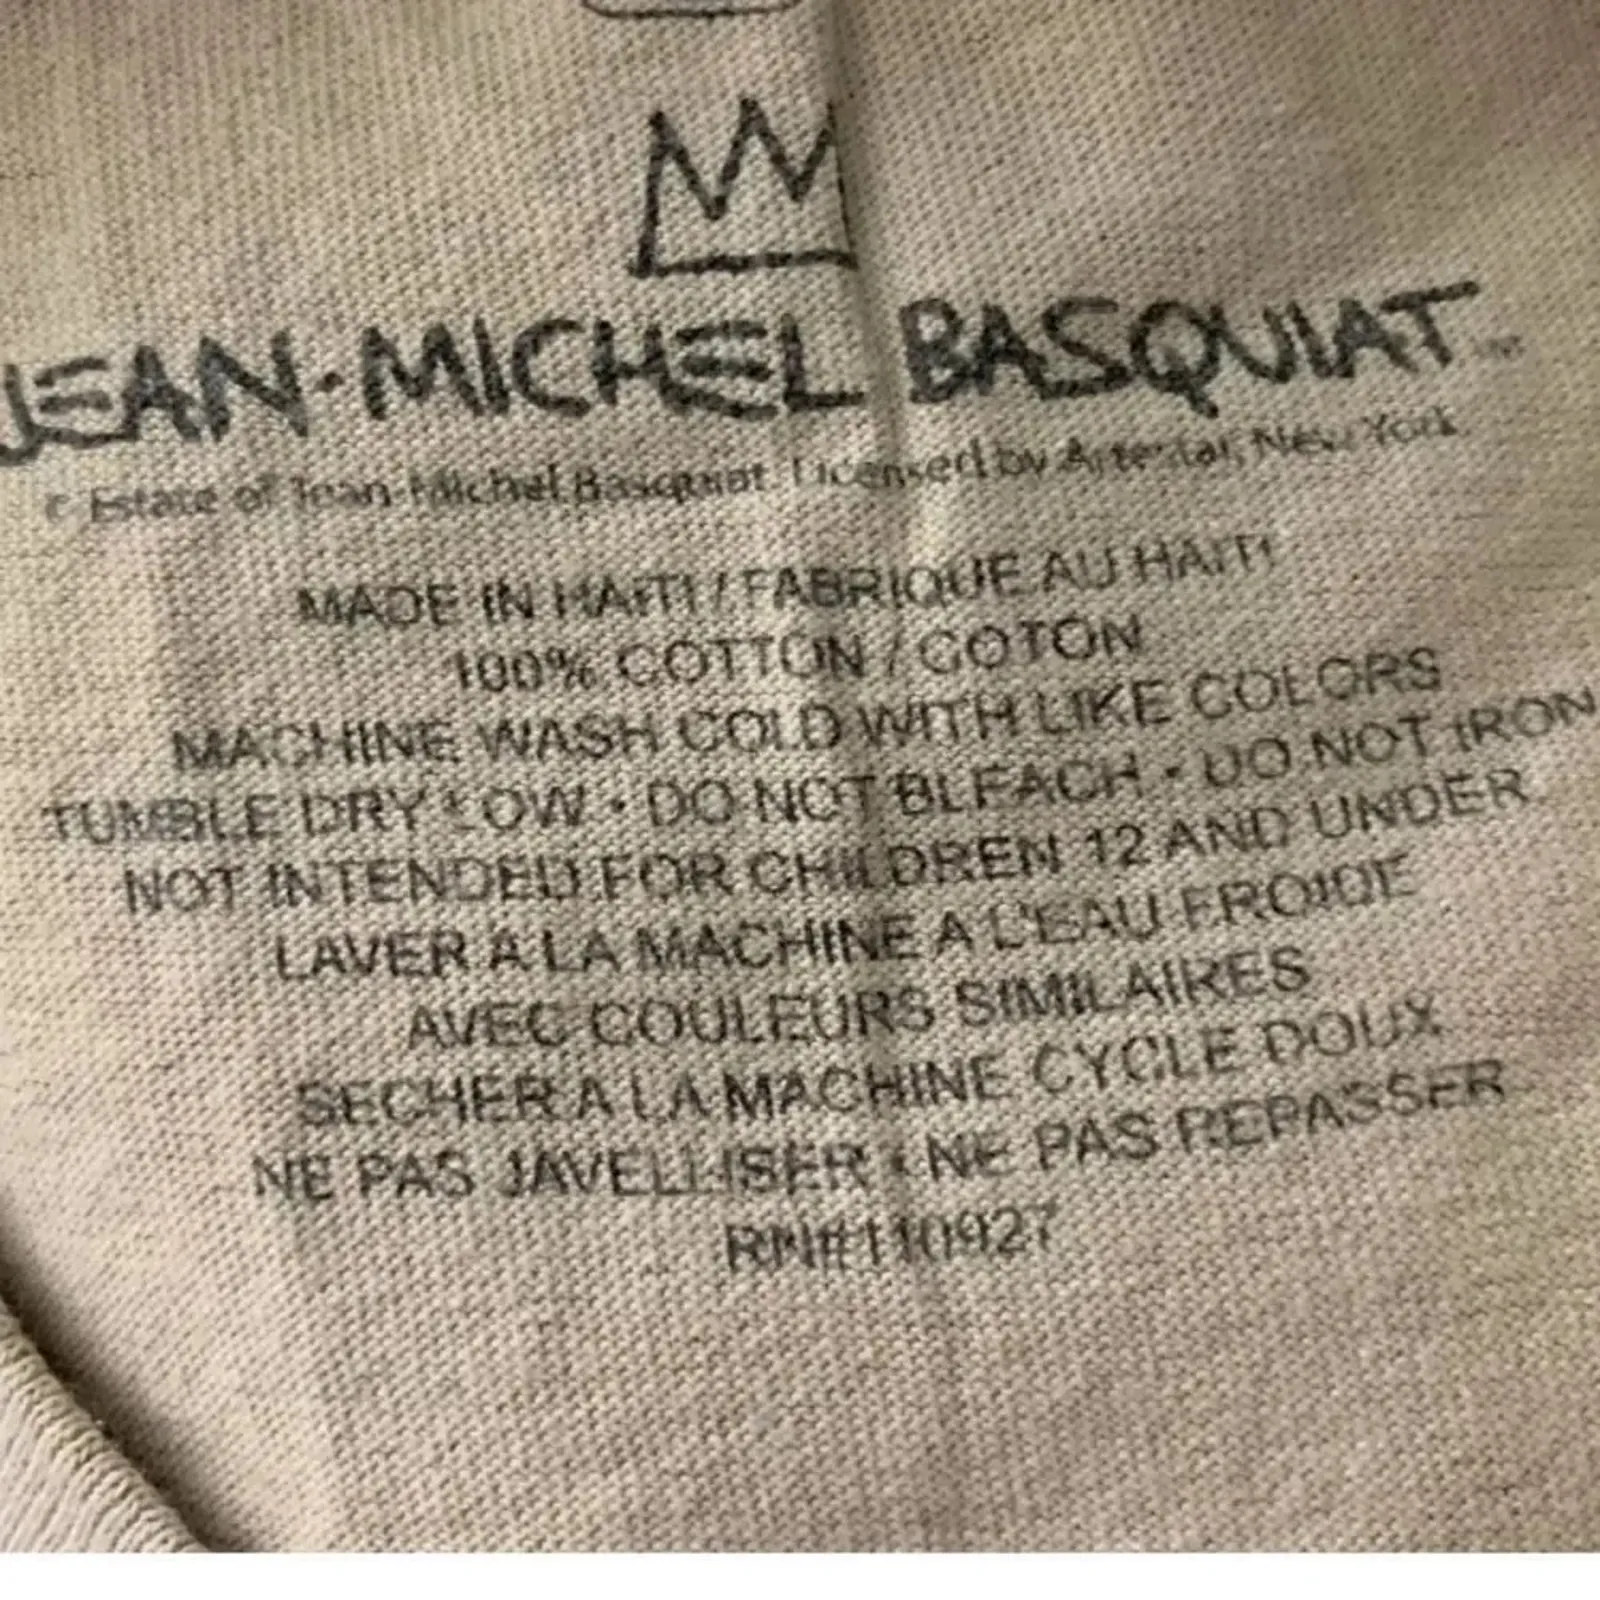 JEAN-MICHEL BASQUIAT
© Estate of Jean-Michel Basquiat. Licensed by Artestar, New York
MADE IN HAITI / FABRIQUE AU HAITI
100% COTTON / COTON
MACHINE WASH COLD WITH LIKE COLORS
TUMBLE DRY LOW • DO NOT BLEACH • DO NOT IRON
NOT INTENDED FOR CHILDREN 12 AND UNDER
LAVER A LA MACHINE A L'EAU FROIDE
AVEC COULEURS SIMILAIRES
SECHER A LA MACHINE CYCLE DOUX
NE PAS JAVELLISER • NE PAS REPASSER
RN#110927